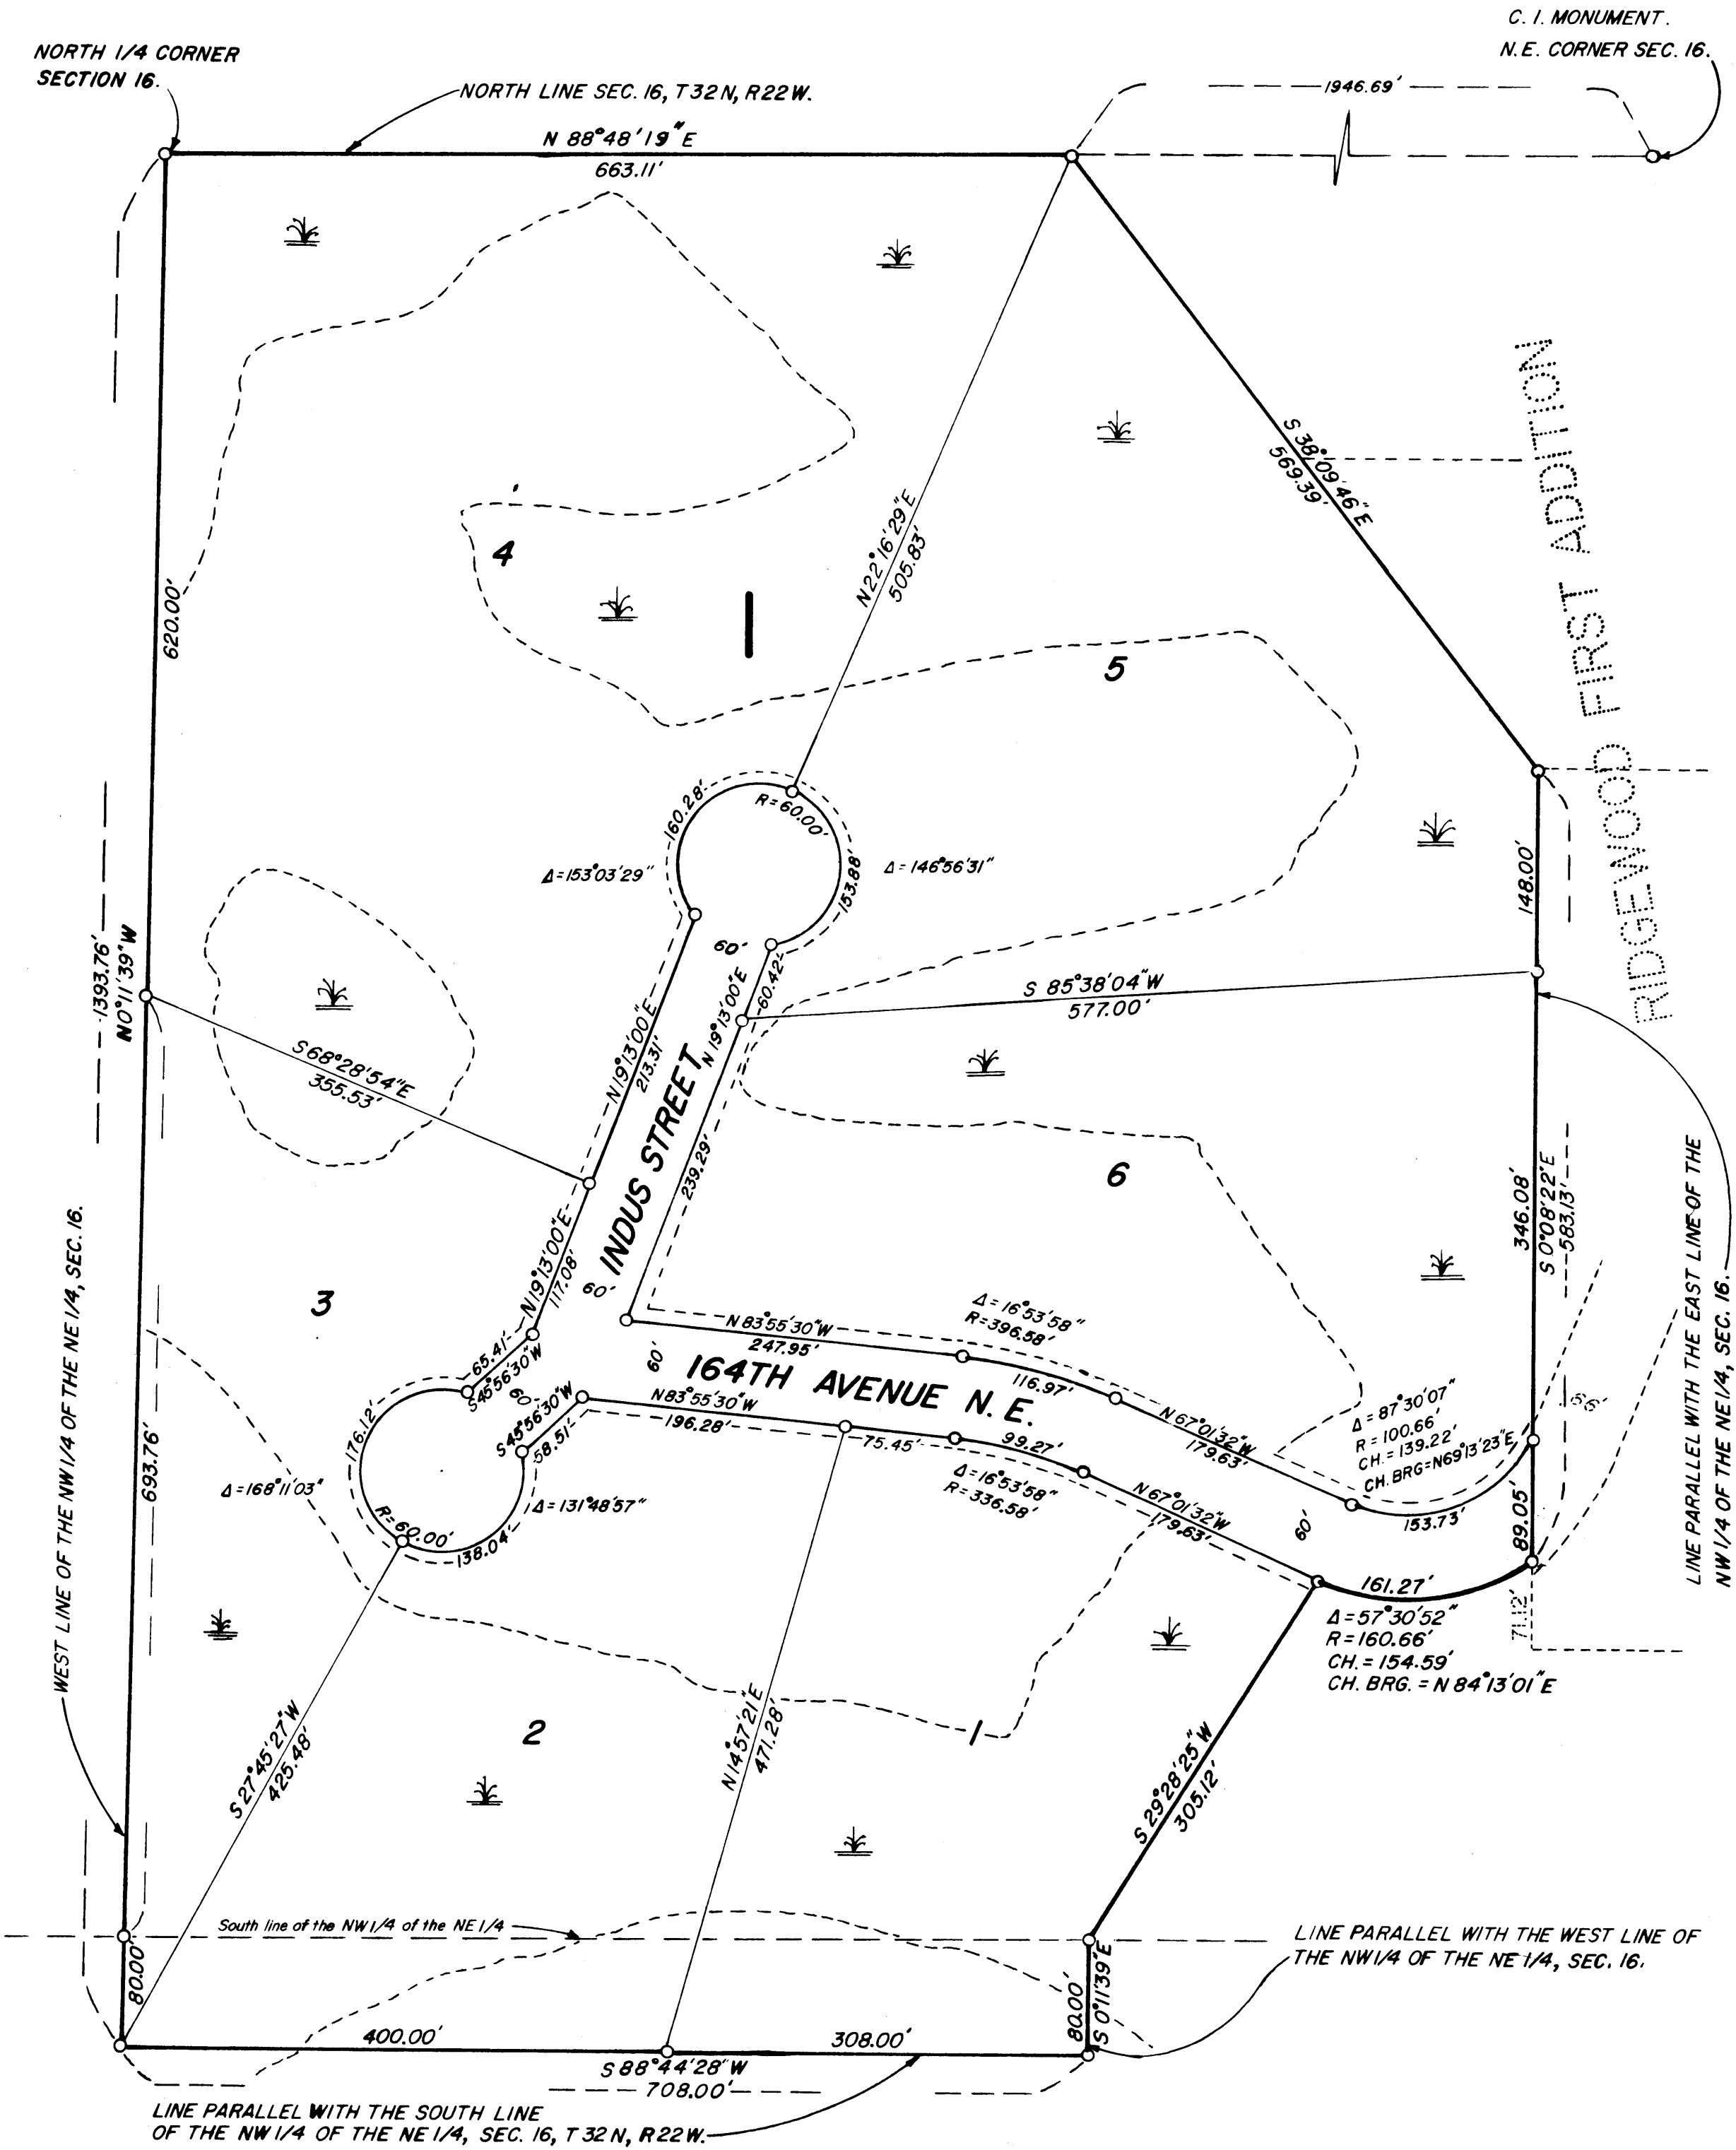 C. I. MONUMENT.
N.E. CORNER SEC. 16.
NORTH 1/4 CORNER
SECTION 16.
NORTH LINE SEC. 16, T32N, R22W.
1946.69'
N 88°48'19"E
663.11'
S 38°09'46"E
569.39'
RIDGEWOOD FIRST ADDITION
620.00'
4
1
N22°16'29"E
505.83'
5
160.28'
R=60.00'
Δ=153°03'29"
Δ=146°56'31"
153.88'
148.00'
60'
1393.76'
N0°11'39"W
N19°13'00"E
60.42'
S 85°38'04"W
577.00'
S68°28'54"E
355.53'
N19°13'00"E
213.31'
INDUS STREET
239.29'
6
346.08'
S 0°08'22"E
583.13'
LINE PARALLEL WITH THE EAST LINE OF THE
NW 1/4 OF THE NE 1/4, SEC. 16.
WEST LINE OF THE NW 1/4 OF THE NE 1/4, SEC. 16.
3
N19°13'00"E
117.08'
60'
Δ=16°53'58"
R=396.58'
N83°55'30"W
247.95'
60'
164TH AVENUE N. E.
116.97'
65.41'
S45°56'30"W
60'
S45°56'30"W
58.51'
N83°55'30"W
196.28'
75.45'
99.27'
N67°01'32"W
179.63'
Δ=87°30'07"
R=100.66'
CH.=139.22'
CH. BRG=N69°13'23"E
66'
176.12'
693.76'
Δ=168°11'03"
R=60.00'
138.04'
Δ=131°48'57"
Δ=16°53'58"
R=336.58'
N67°01'32"W
179.63'
60'
153.73'
89.05'
161.27'
Δ=57°30'52"
R=160.66'
CH.=154.59'
CH. BRG.=N84°13'01"E
71.12'
2
S27°45'27"W
425.48'
N14°57'21"E
471.28'
S29°28'25"W
305.12'
South line of the NW 1/4 of the NE 1/4
LINE PARALLEL WITH THE WEST LINE OF
THE NW1/4 OF THE NE 1/4, SEC. 16.
80.00'
80.00'
S 0°11'39"E
400.00'
308.00'
S 88°44'28"W
708.00'
LINE PARALLEL WITH THE SOUTH LINE
OF THE NW 1/4 OF THE NE 1/4, SEC. 16, T32N, R22W.